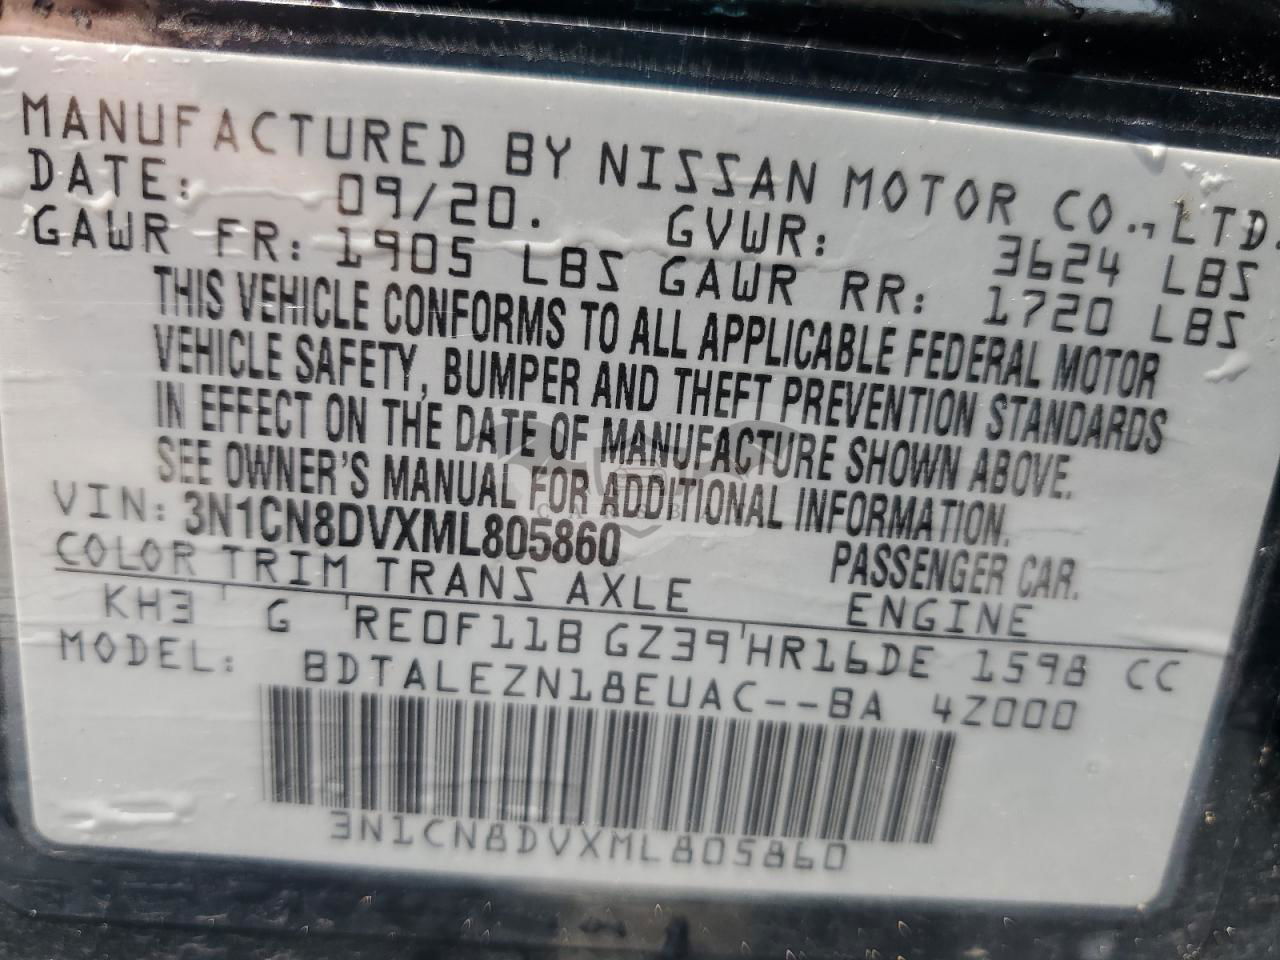 MANUFACTURED BY NISSAN MOTOR CO., LTD.
DATE: 09/20. GVWR: 3624 LBS
GAWR FR: 1905 LBS GAWR RR: 1720 LBS
THIS VEHICLE CONFORMS TO ALL APPLICABLE FEDERAL MOTOR
VEHICLE SAFETY, BUMPER AND THEFT PREVENTION STANDARDS
IN EFFECT ON THE DATE OF MANUFACTURE SHOWN ABOVE.
SEE OWNER'S MANUAL FOR ADDITIONAL INFORMATION.
VIN: 3N1CN8DVXML805860 PASSENGER CAR.
COLOR TRIM TRANS AXLE ENGINE
KH3 G RE0F11B GZ39 HR16DE 1598 CC
MODEL: BDTALEZN18EUAC--BA 4Z000
3N1CN8DVXML805860